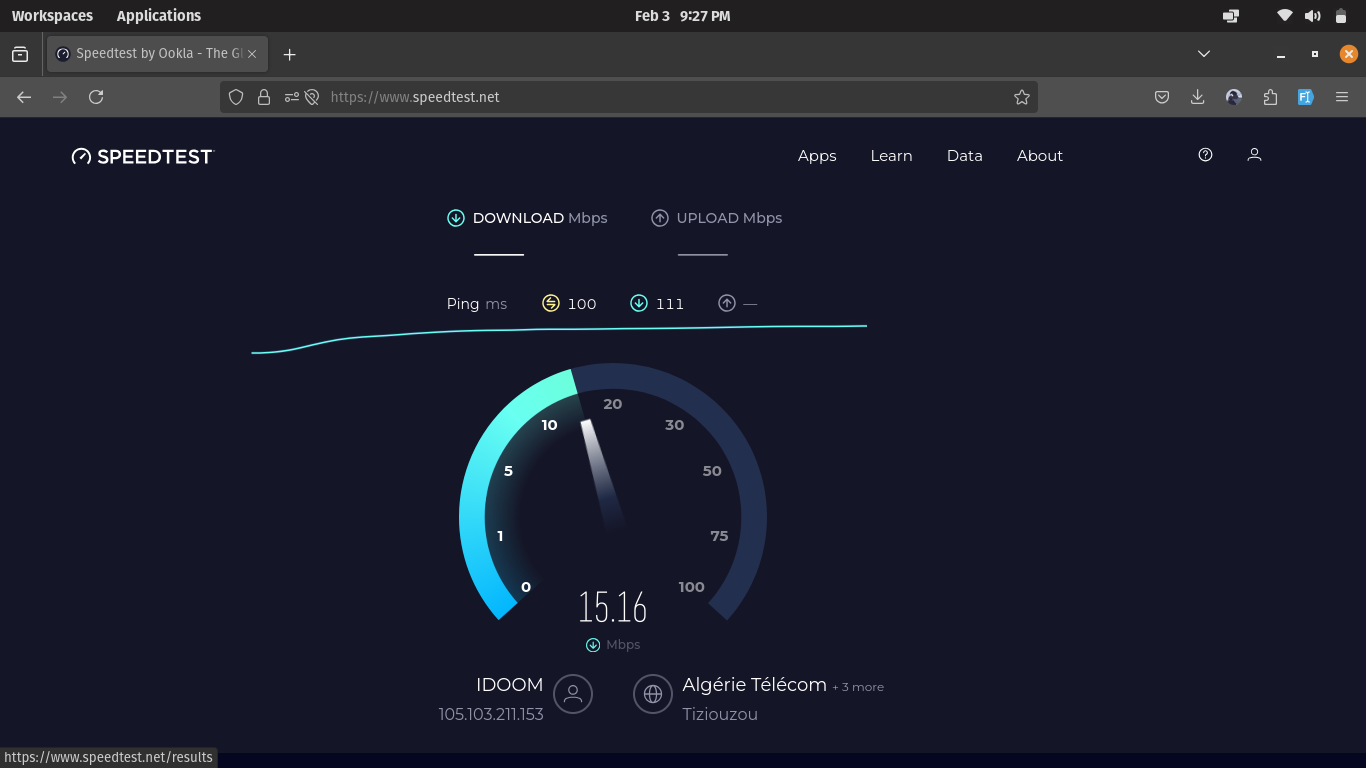 Workspaces Applications Feb 3 9:27 PM
Speedtest by Ookla - The Gl
https://www.speedtest.net
SPEEDTEST Apps Learn Data About
DOWNLOAD Mbps UPLOAD Mbps
Ping ms 100 111 —
0
1
5
10
20
30
50
75
100
15.16
Mbps
IDOOM
105.103.211.153
Algérie Télécom + 3 more
Tiziouzou
https://www.speedtest.net/results